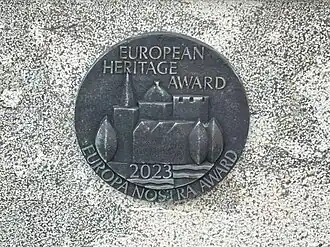 EUROPEAN
HERITAGE
AWARD
2023
EUROPA NOSTRA AWARD